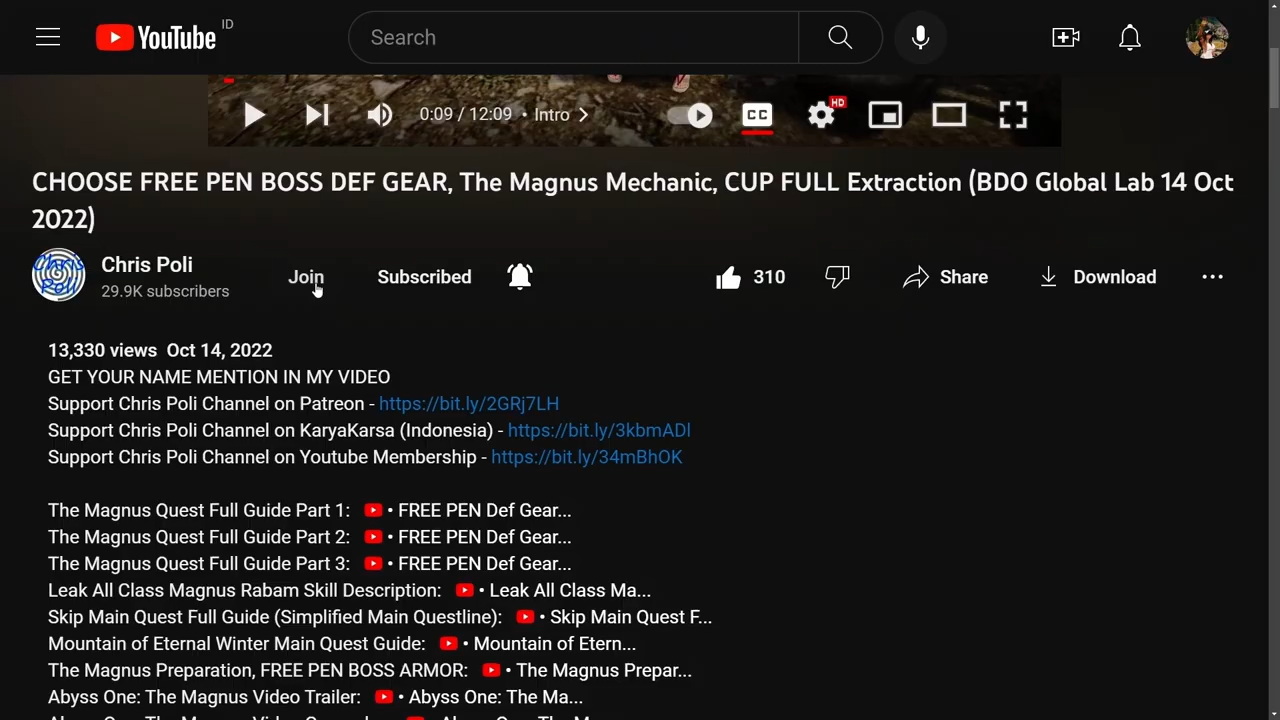 YouTube ID
Search
0:09 / 12:09 • Intro
CC
HD
CHOOSE FREE PEN BOSS DEF GEAR, The Magnus Mechanic, CUP FULL Extraction (BDO Global Lab 14 Oct
2022)
Chris Poli
29.9K subscribers
Join
Subscribed
310
Share
Download
13,330 views  Oct 14, 2022
GET YOUR NAME MENTION IN MY VIDEO
Support Chris Poli Channel on Patreon - https://bit.ly/2GRj7LH
Support Chris Poli Channel on KaryaKarsa (Indonesia) - https://bit.ly/3kbmADl
Support Chris Poli Channel on Youtube Membership - https://bit.ly/34mBhOK
The Magnus Quest Full Guide Part 1: • FREE PEN Def Gear...
The Magnus Quest Full Guide Part 2: • FREE PEN Def Gear...
The Magnus Quest Full Guide Part 3: • FREE PEN Def Gear...
Leak All Class Magnus Rabam Skill Description: • Leak All Class Ma...
Skip Main Quest Full Guide (Simplified Main Questline): • Skip Main Quest F...
Mountain of Eternal Winter Main Quest Guide: • Mountain of Etern...
The Magnus Preparation, FREE PEN BOSS ARMOR: • The Magnus Prepar...
Abyss One: The Magnus Video Trailer: • Abyss One: The Ma...